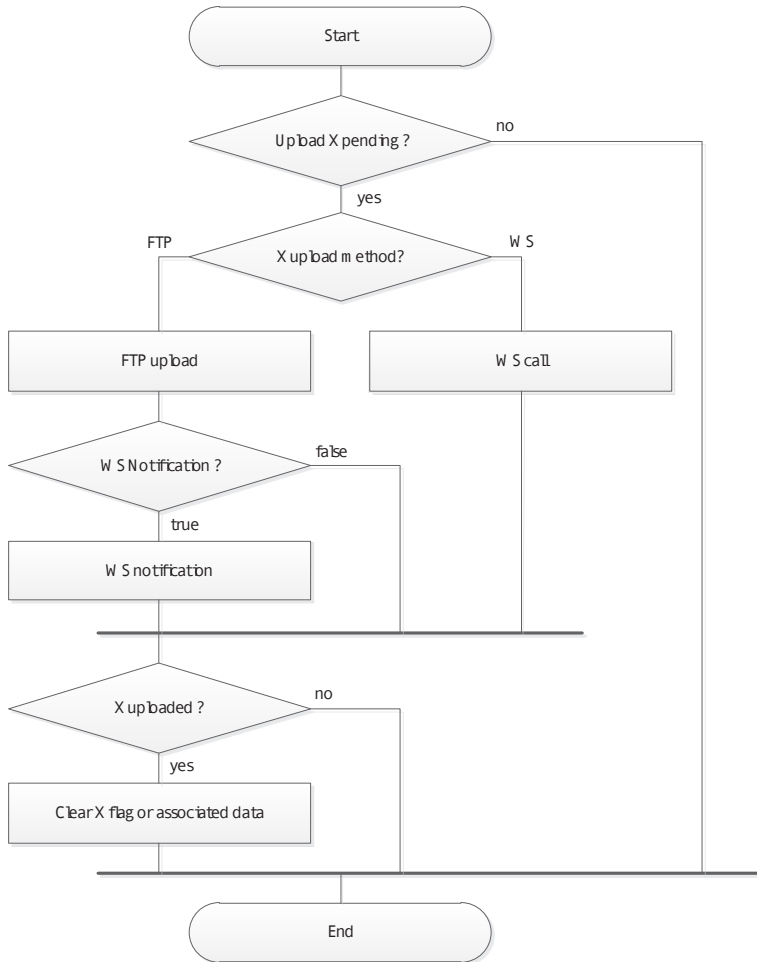 Start
Upload X pending ?
no
yes
X upload method?
FTP
WS
FTP upload
WS call
WS Notification ?
false
true
WS notification
X uploaded ?
no
yes
Clear X flag or associated data
End